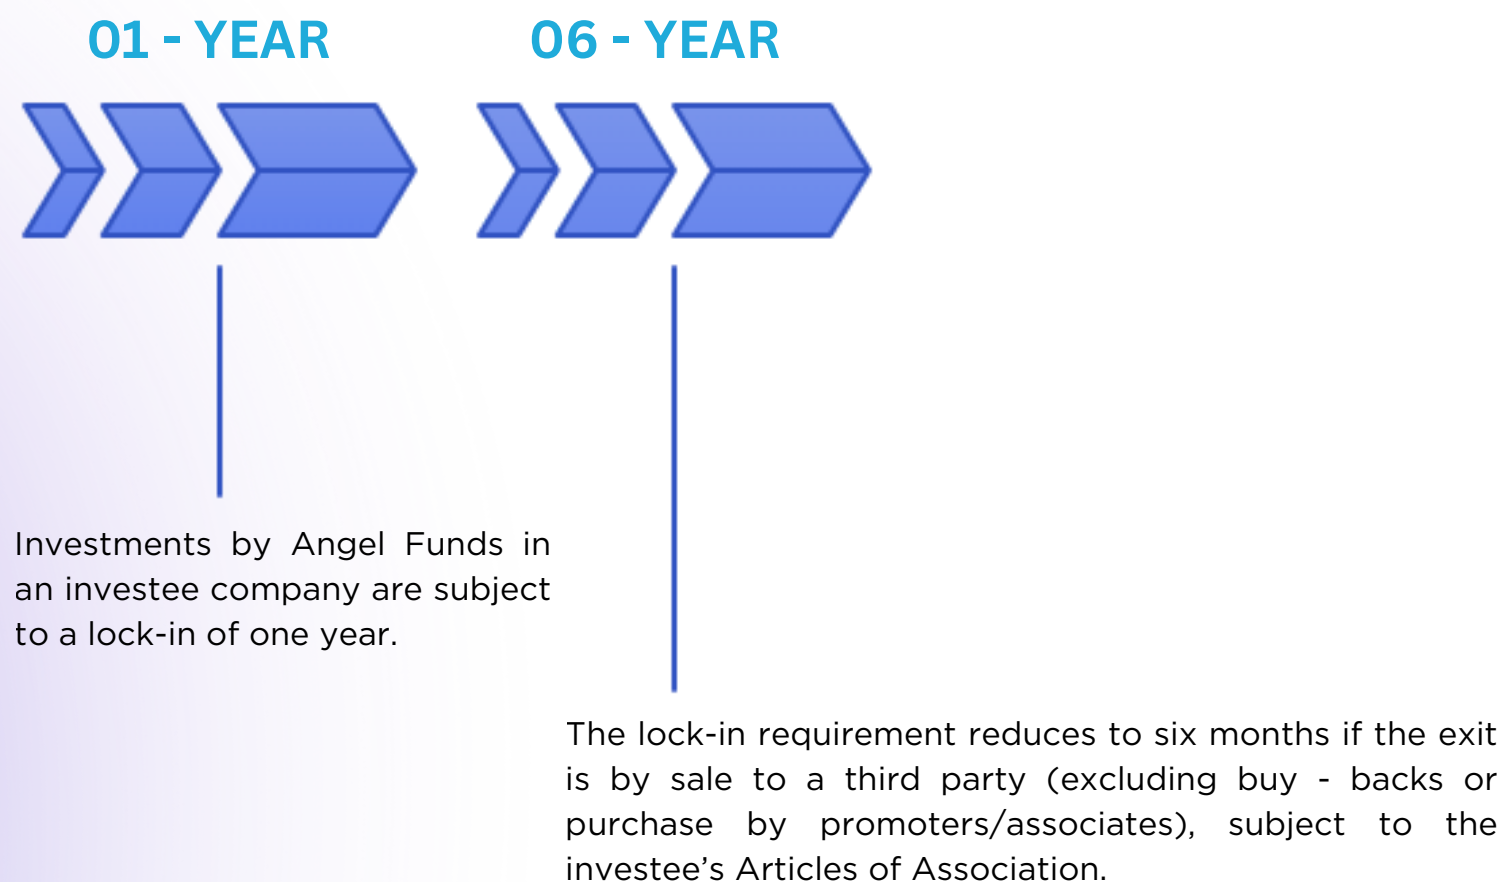 01 - YEAR
06 - YEAR
Investments by Angel Funds in
an investee company are subject
to a lock-in of one year.
The lock-in requirement reduces to six months if the exit
is by sale to a third party (excluding buy - backs or
purchase by promoters/associates), subject to the
investee’s Articles of Association.